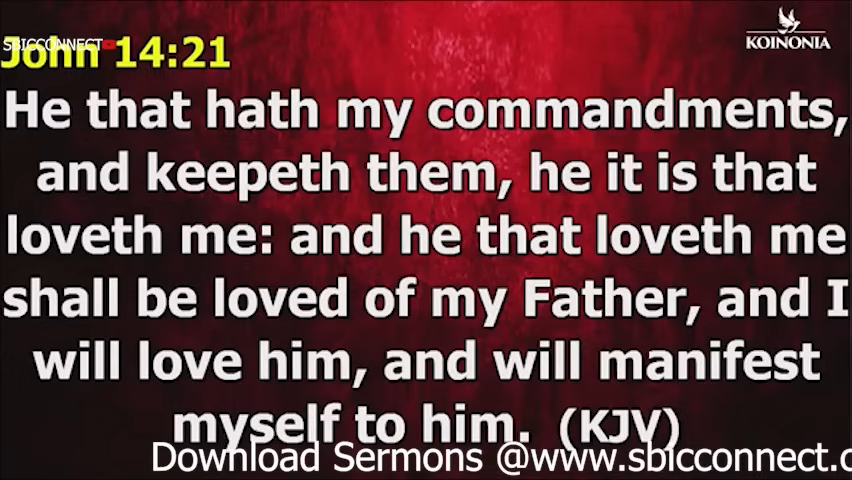 SBICCONNECT
KOINONIA
John 14:21
He that hath my commandments,
and keepeth them, he it is that
loveth me: and he that loveth me
shall be loved of my Father, and I
will love him, and will manifest
myself to him. (KJV)
Download Sermons @www.sbicconnect.c